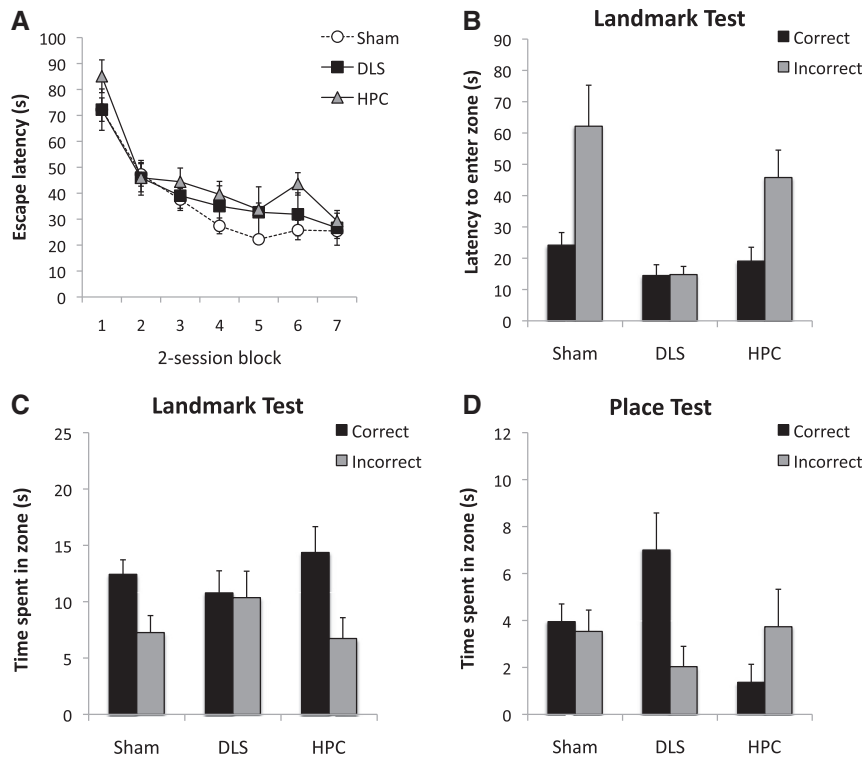 A
100
90
80
70
60
50
40
30
20
10
0
Escape latency (s)
1 2 3 4 5 6 7
2-session block
Sham
DLS
HPC
B
Landmark Test
90
80
70
60
50
40
30
20
10
0
Latency to enter zone (s)
Sham DLS HPC
Correct
Incorrect
C
Landmark Test
25
20
15
10
5
0
Time spent in zone (s)
Sham DLS HPC
Correct
Incorrect
D
Place Test
12
10
8
6
4
2
0
Time spent in zone (s)
Sham DLS HPC
Correct
Incorrect